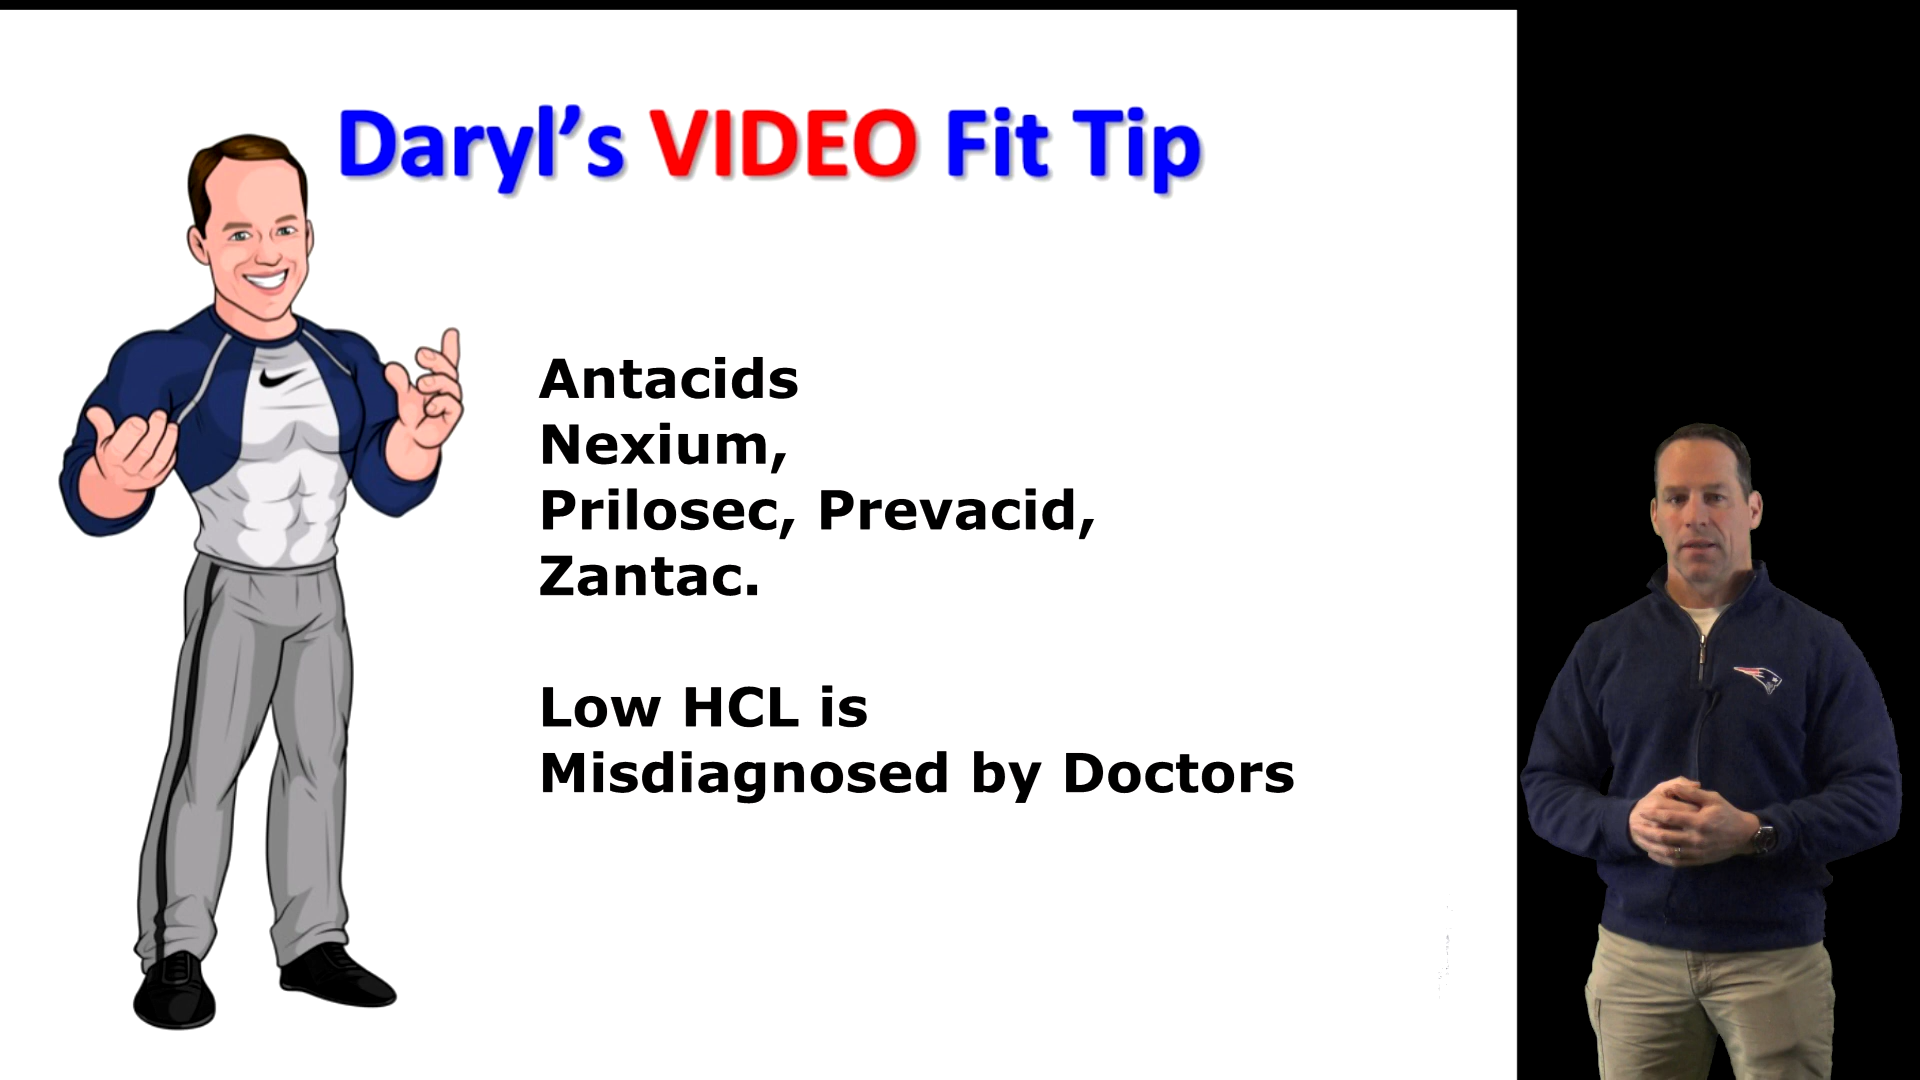 Daryl’s VIDEO Fit Tip
Antacids
Nexium,
Prilosec, Prevacid,
Zantac.
Low HCL is
Misdiagnosed by Doctors